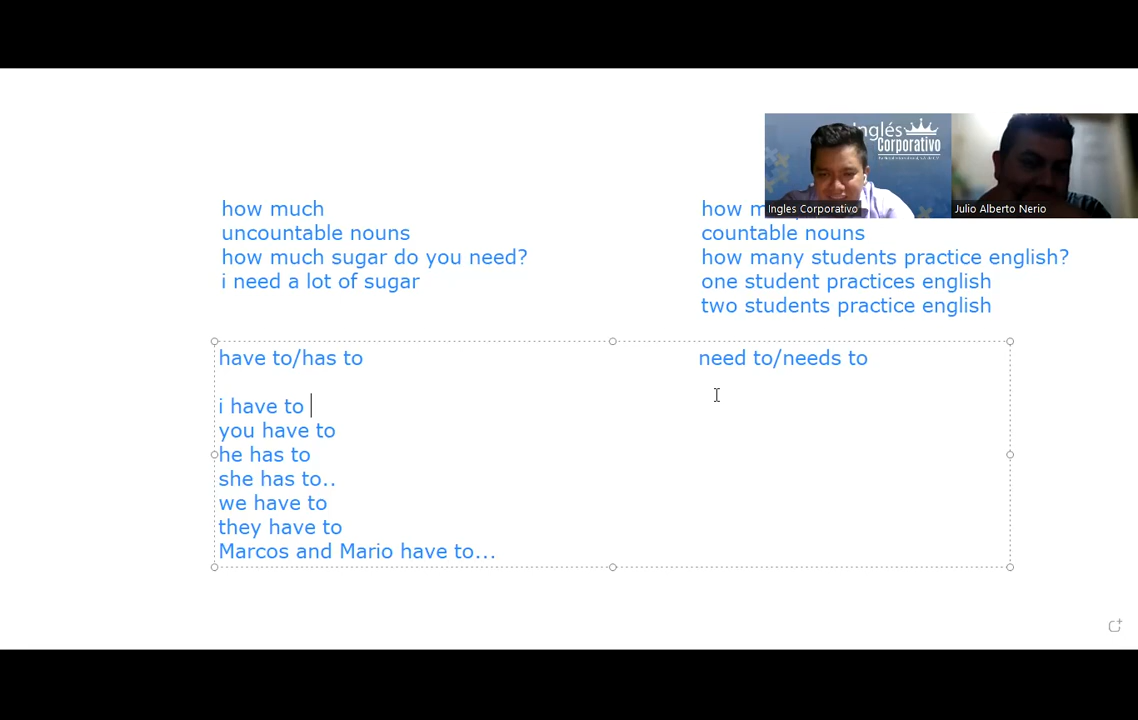 Inglés
Corporativo
Ingles Corporativo
Julio Alberto Nerio
how much
uncountable nouns
how much sugar do you need?
i need a lot of sugar
how
countable nouns
how many students practice english?
one student practices english
two students practice english
have to/has to
need to/needs to
i have to
you have to
he has to
she has to..
we have to
they have to
Marcos and Mario have to...